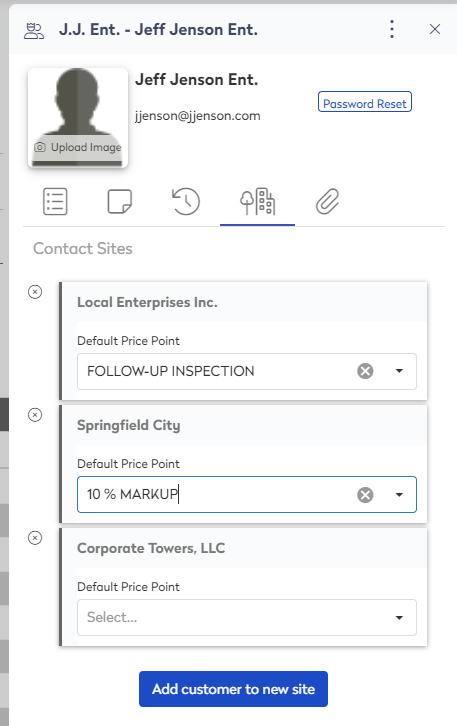 J.J. Ent. - Jeff Jenson Ent.
Jeff Jenson Ent.
jjenson@jjenson.com
Password Reset
Upload Image
Contact Sites
Local Enterprises Inc.
Default Price Point
FOLLOW-UP INSPECTION
Springfield City
Default Price Point
10 % MARKUP
Corporate Towers, LLC
Default Price Point
Select...
Add customer to new site